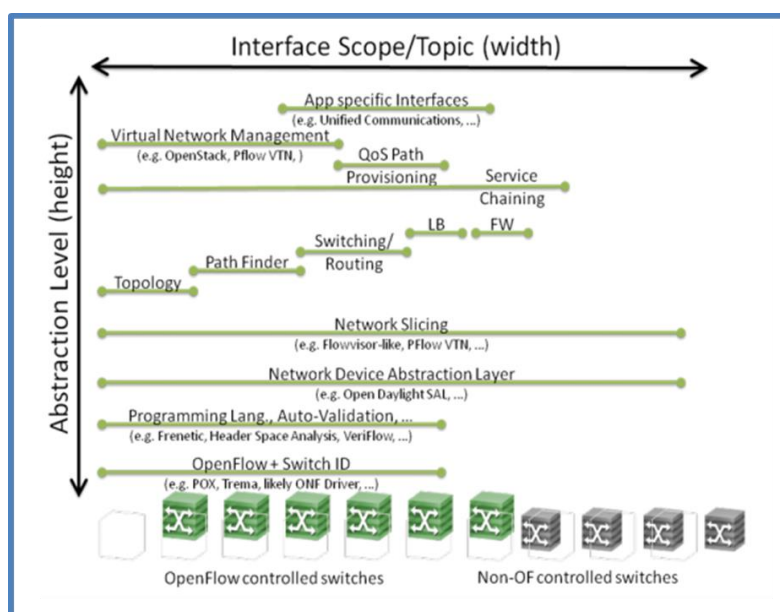 Interface Scope/Topic (width)
Abstraction Level (height)
App specific Interfaces
(e.g. Unified Communications, ...)
Virtual Network Management
(e.g. OpenStack, Pflow VTN, )
QoS Path
Provisioning
Service
Chaining
LB
FW
Switching/
Routing
Path Finder
Topology
Network Slicing
(e.g. Flowvisor-like, PFlow VTN, ...)
Network Device Abstraction Layer
(e.g. Open Daylight SAL, ...)
Programming Lang., Auto-Validation, ...
(e.g. Frenetic, Header Space Analysis, VeriFlow, ...)
OpenFlow + Switch ID
(e.g. POX, Trema, likely ONF Driver, ...)
OpenFlow controlled switches
Non-OF controlled switches